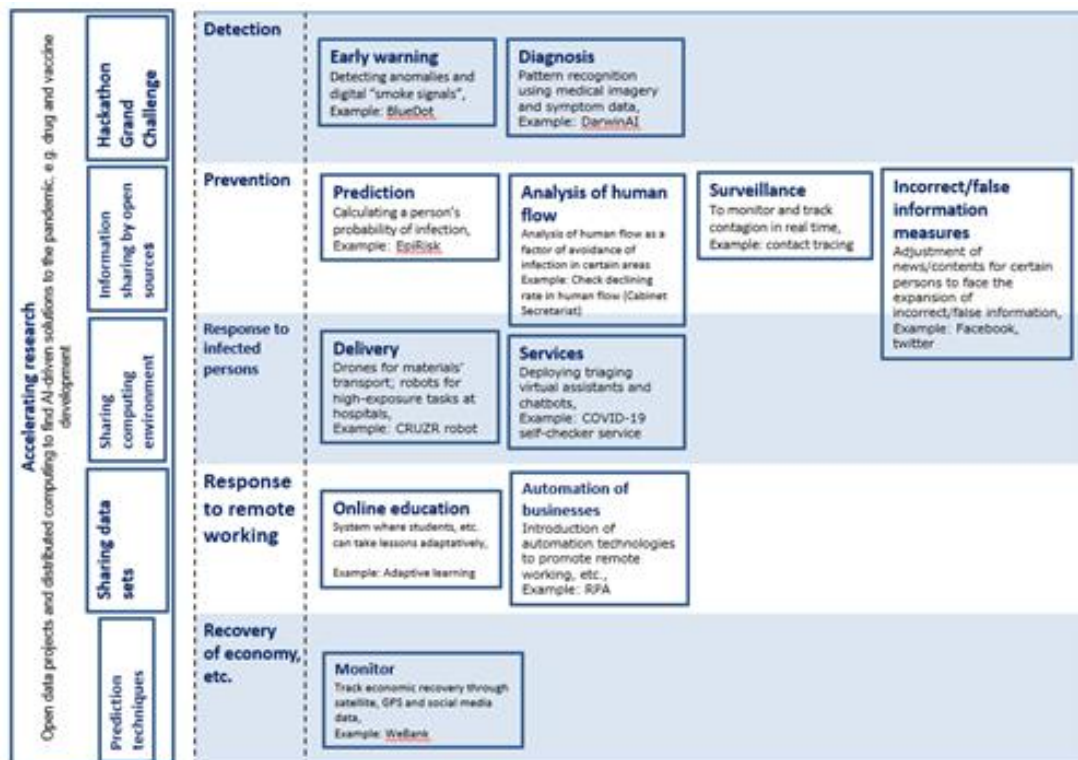 Accelerating research
Open data projects and distributed computing to find AI-driven solutions to the pandemic, e.g. drug and vaccine
development
Hackathon
Grand
Challenge
Information
sharing by open
sources
Sharing
computing
environment
Sharing data
sets
Prediction
techniques
Detection
Early warning
Detecting anomalies and
digital “smoke signals”,
Example: BlueDot
Diagnosis
Pattern recognition
using medical imagery
and symptom data,
Example: DarwinAI
Prevention
Prediction
Calculating a person's
probability of infection,
Example: EpiRisk
Analysis of human
flow
Analysis of human flow as a
factor of avoidance of
infection in certain areas
Example: Check declining
rate in human flow (Cabinet
Secretariat)
Surveillance
To monitor and track
contagion in real time,
Example: contact tracing
Incorrect/false
information
measures
Adjustment of
news/contents for certain
persons to face the
expansion of
incorrect/false information,
Example: Facebook,
twitter
Response to
infected
persons
Delivery
Drones for materials'
transport; robots for
high-exposure tasks at
hospitals,
Example: CRUZR robot
Services
Deploying triaging
virtual assistants and
chatbots,
Example: COVID-19
self-checker service
Response
to remote
working
Online education
System where students, etc.
can take lessons adaptatively,
Example: Adaptive learning
Automation of
businesses
Introduction of
automation technologies
to promote remote
working, etc.,
Example: RPA
Recovery
of economy,
etc.
Monitor
Track economic recovery through
satellite, GPS and social media
data,
Example: WeBank